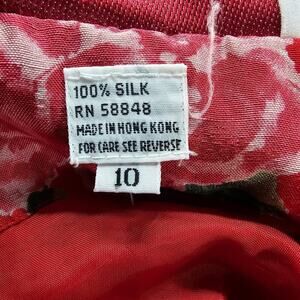 100% SILK
RN 58848
MADE IN HONG KONG
FOR CARE SEE REVERSE
10